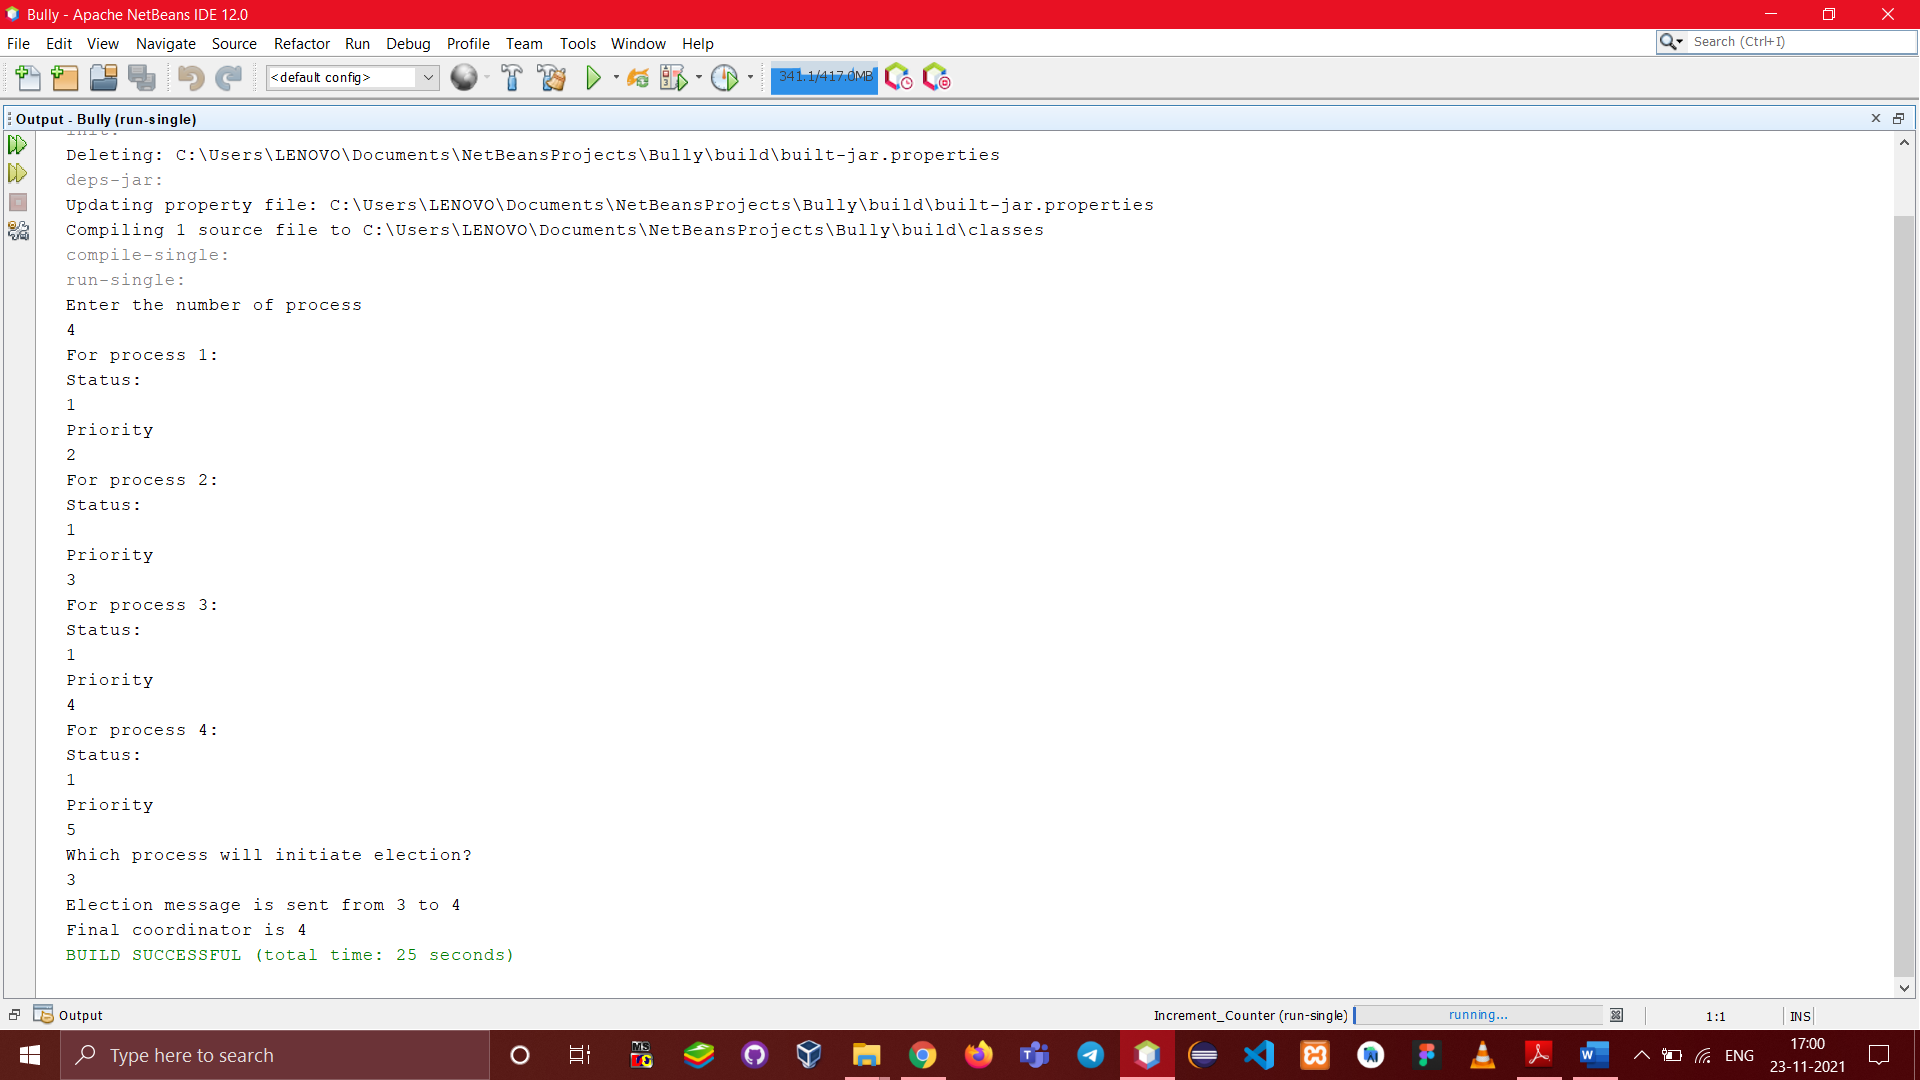 Bully - Apache NetBeans IDE 12.0
File Edit View Navigate Source Refactor Run Debug Profile Team Tools Window Help
Search (Ctrl+I)
<default config>
341.1/417.0MB
Output - Bully (run-single)
init:
Deleting: C:\Users\LENOVO\Documents\NetBeansProjects\Bully\build\built-jar.properties
deps-jar:
Updating property file: C:\Users\LENOVO\Documents\NetBeansProjects\Bully\build\built-jar.properties
Compiling 1 source file to C:\Users\LENOVO\Documents\NetBeansProjects\Bully\build\classes
compile-single:
run-single:
Enter the number of process
4
For process 1:
Status:
1
Priority
2
For process 2:
Status:
1
Priority
3
For process 3:
Status:
1
Priority
4
For process 4:
Status:
1
Priority
5
Which process will initiate election?
3
Election message is sent from 3 to 4
Final coordinator is 4
BUILD SUCCESSFUL (total time: 25 seconds)
Output
Increment_Counter (run-single)
running...
1:1
INS
Type here to search
ENG
17:00
23-11-2021